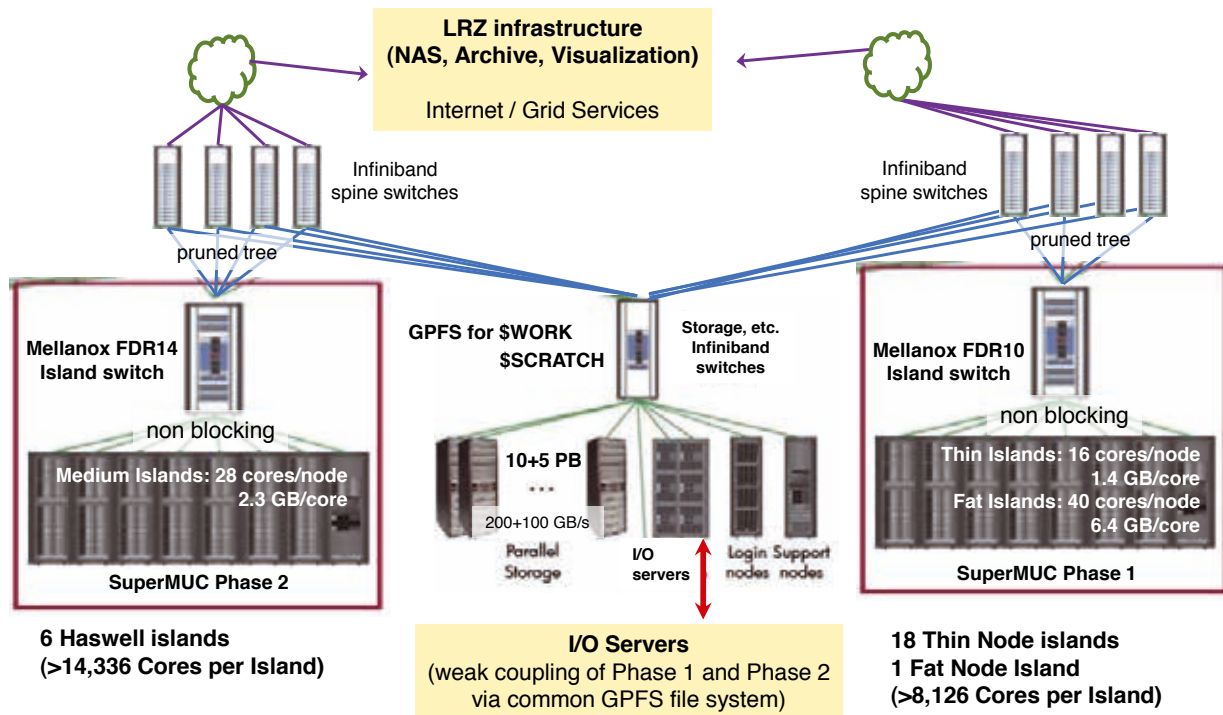 LRZ infrastructure
(NAS, Archive, Visualization)
Internet / Grid Services
Infiniband
spine switches
Infiniband
spine switches
pruned tree
pruned tree
Mellanox FDR14
Island switch
non blocking
Medium Islands: 28 cores/node
2.3 GB/core
SuperMUC Phase 2
GPFS for $WORK
$SCRATCH
Storage, etc.
Infiniband
switches
10+5 PB
...
200+100 GB/s
Parallel
Storage
I/O
servers
Login
nodes
Support
nodes
Mellanox FDR10
Island switch
non blocking
Thin Islands: 16 cores/node
1.4 GB/core
Fat Islands: 40 cores/node
6.4 GB/core
SuperMUC Phase 1
6 Haswell islands
(>14,336 Cores per Island)
I/O Servers
(weak coupling of Phase 1 and Phase 2
via common GPFS file system)
18 Thin Node islands
1 Fat Node Island
(>8,126 Cores per Island)